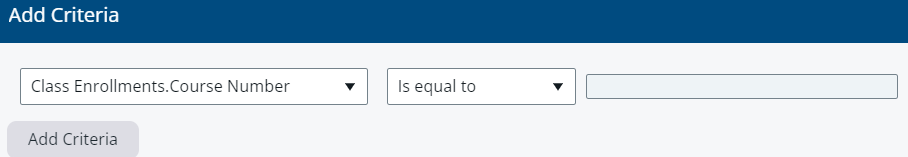 Add Criteria
Class Enrollments.Course Number Is equal to
Add Criteria